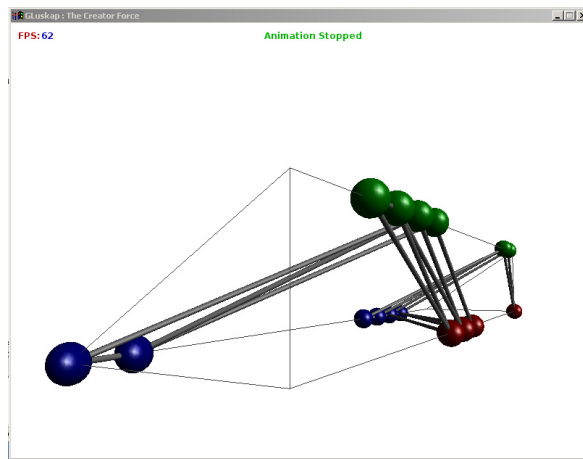 GLuskap : The Creator Force
FPS: 62
Animation Stopped